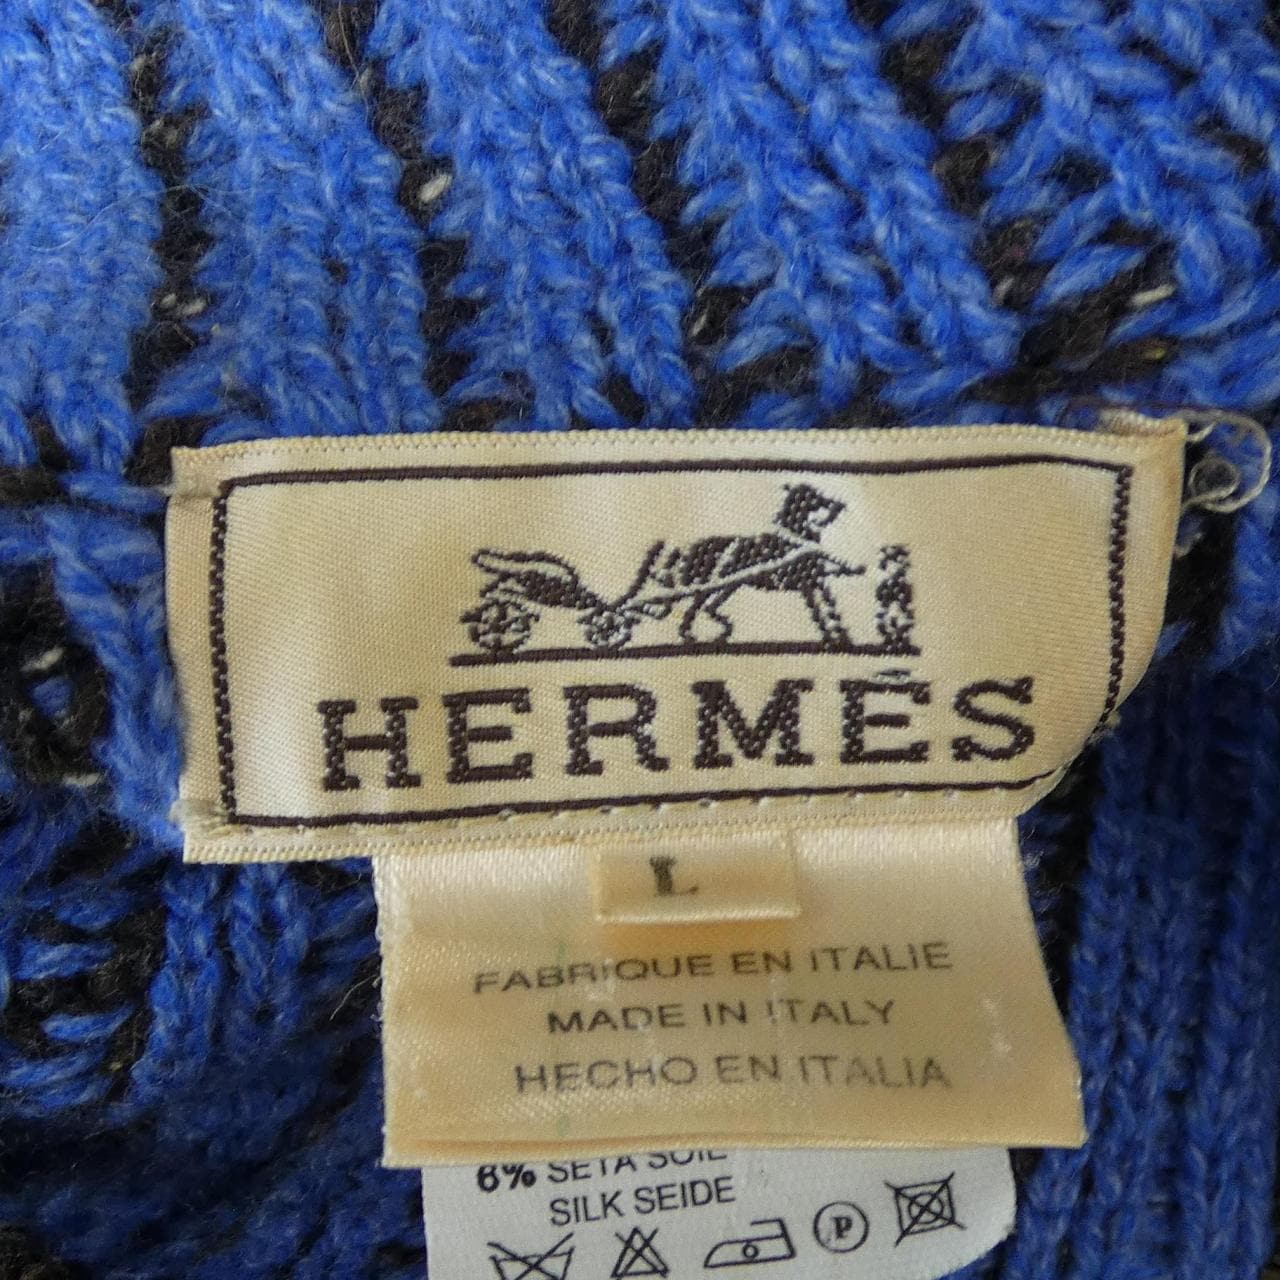 HERMÈS
L
FABRIQUE EN ITALIE
MADE IN ITALY
HECHO EN ITALIA
6% SETA SOIE
SILK SEIDE
P